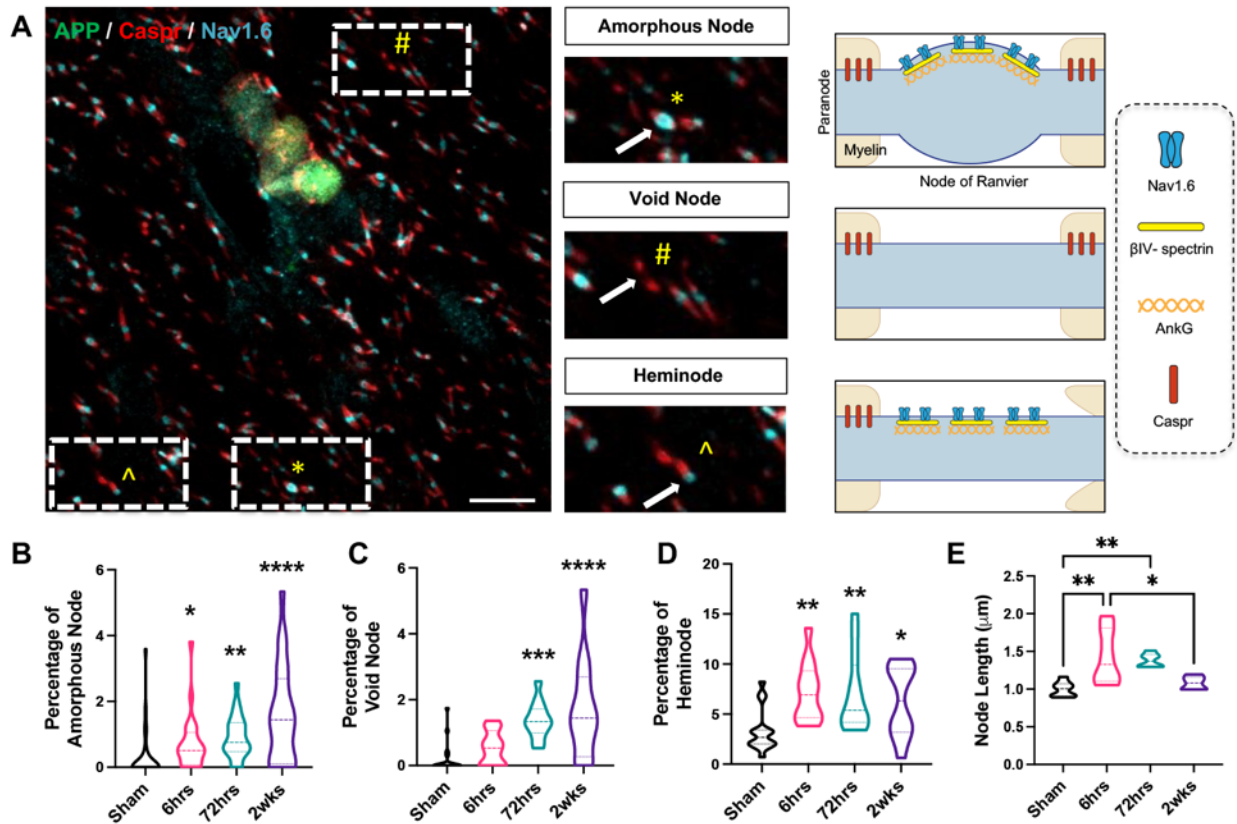 A
APP / Caspr / Nav1.6
#
^
*
Amorphous Node
*
Void Node
#
Heminode
^
Paranode
Myelin
Node of Ranvier
Nav1.6
βIV- spectrin
AnkG
Caspr
B
Percentage of
Amorphous Node
6
4
2
0
*
**
****
Sham
6hrs
72hrs
2wks
C
Percentage of
Void Node
6
4
2
0
***
****
Sham
6hrs
72hrs
2wks
D
Percentage of
Heminode
20
15
10
5
0
**
**
*
Sham
6hrs
72hrs
2wks
E
Node Length (μm)
2.5
2.0
1.5
1.0
0.5
**
**
*
Sham
6hrs
72hrs
2wks